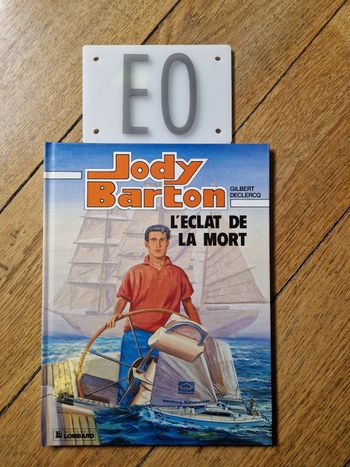 EO
Jody
Barton
GILBERT
DECLERCQ
L'ECLAT DE
LA MORT
LOMBARD